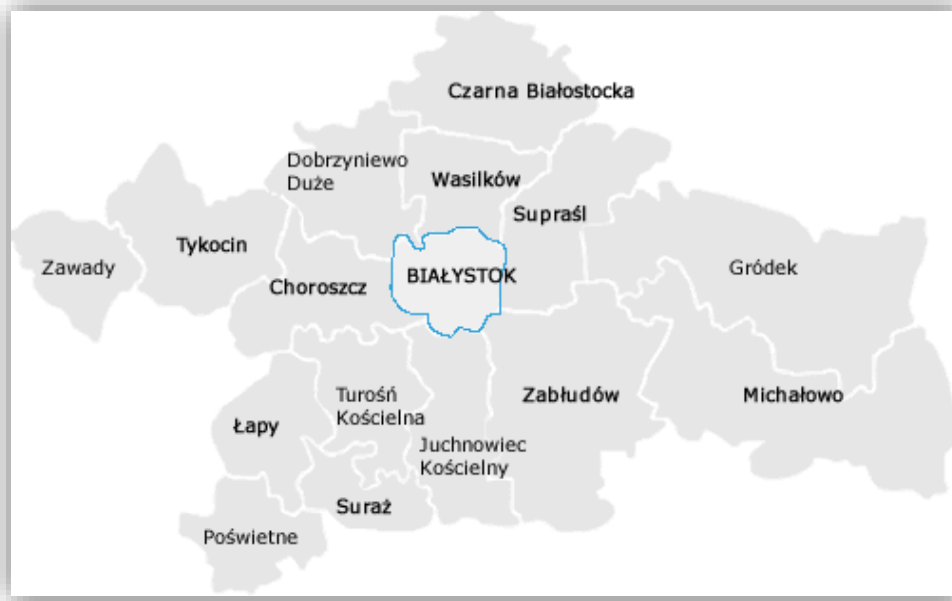 Czarna Białostocka
Dobrzyniewo
Duże
Wasilków
Supraśl
Tykocin
Zawady
Choroszcz
BIAŁYSTOK
Gródek
Turośń
Kościelna
Zabłudów
Michałowo
Łapy
Juchnowiec
Kościelny
Suraż
Poświetne